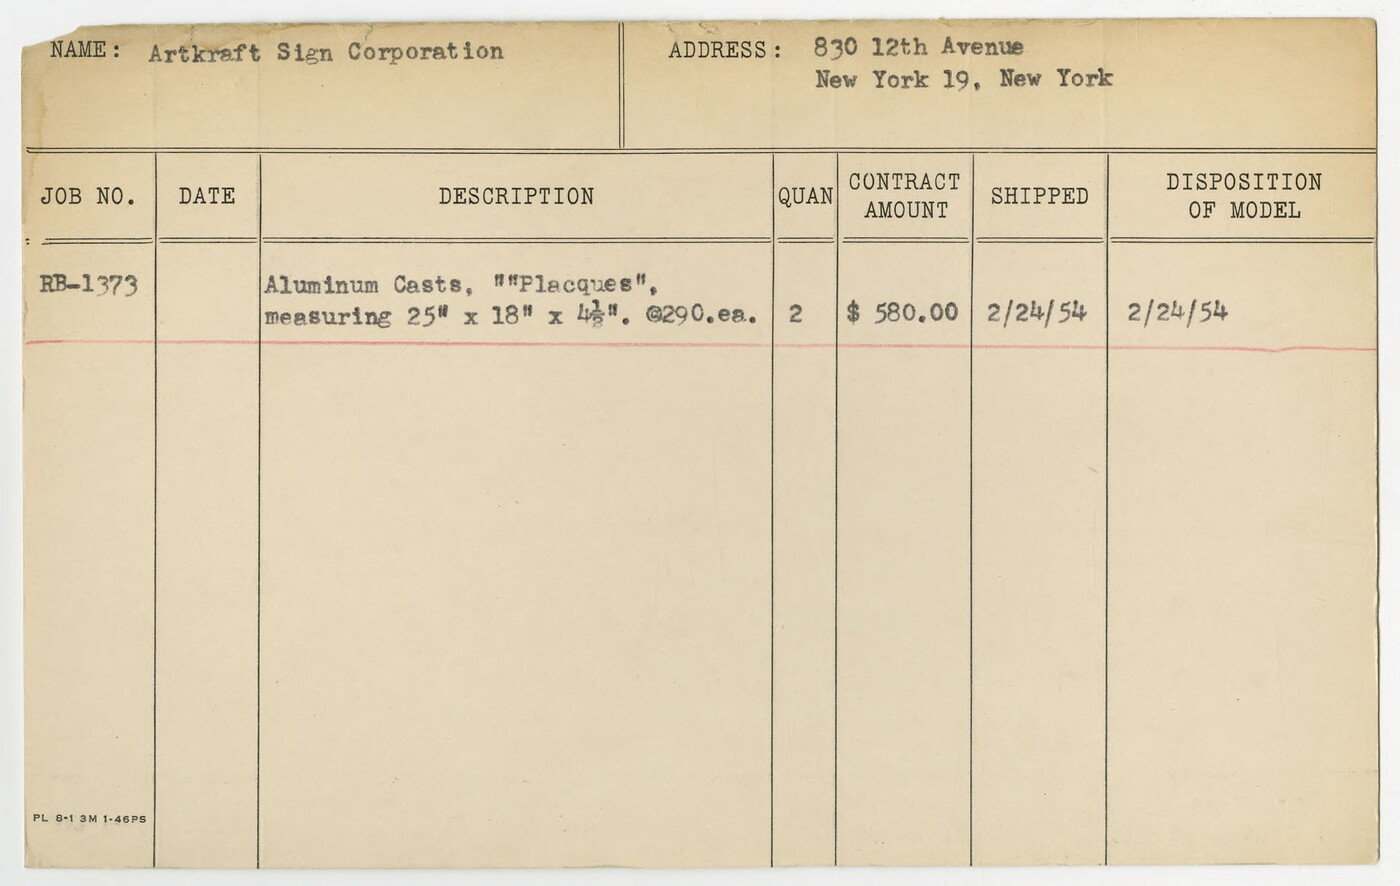 NAME: Artkraft Sign Corporation
ADDRESS: 830 12th Avenue
New York 19, New York
JOB NO. DATE DESCRIPTION QUAN CONTRACT AMOUNT SHIPPED DISPOSITION OF MODEL
RB-1373 Aluminum Casts, ""Placques",
measuring 25" x 18" x 4⅛". @290.ea. 2 $ 580.00 2/24/54 2/24/54
PL 8-1 3M 1-46PS